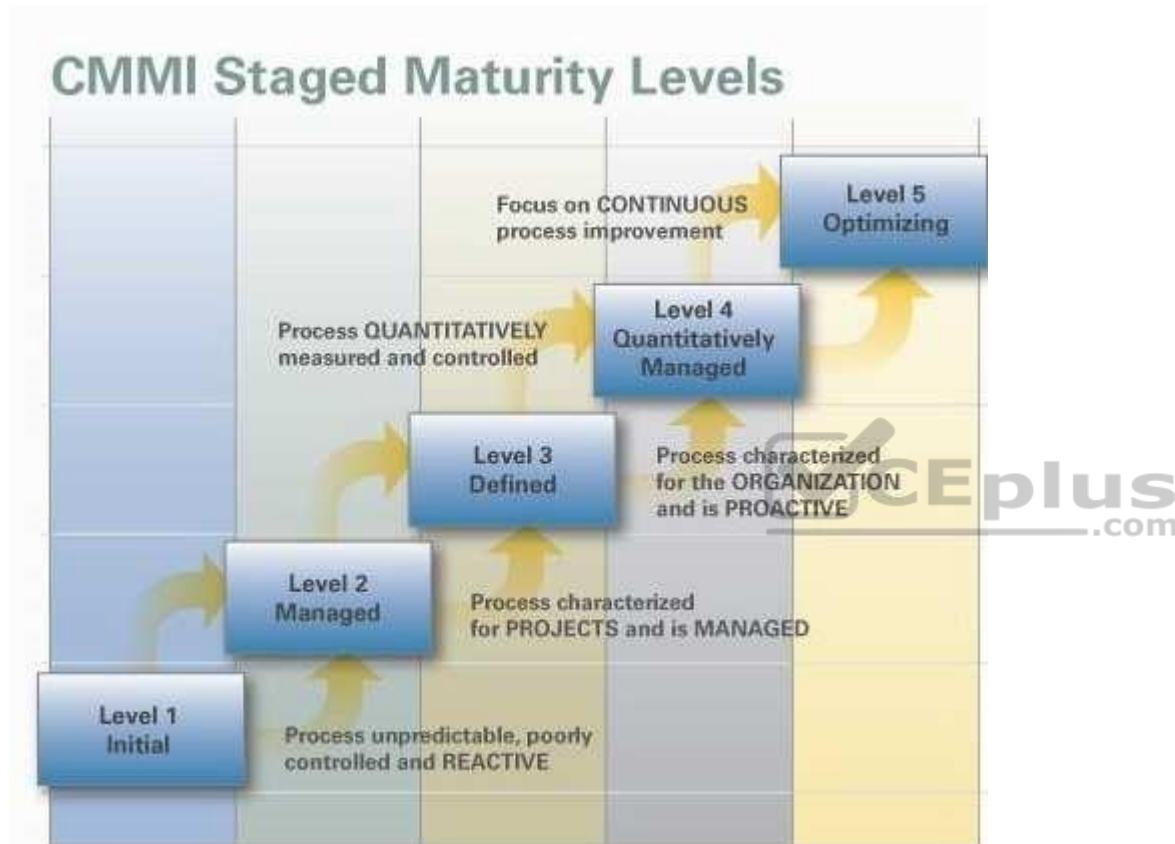 CMMI Staged Maturity Levels
Focus on CONTINUOUS
process improvement
Level 5
Optimizing
Process QUANTITATIVELY
measured and controlled
Level 4
Quantitatively
Managed
Level 3
Defined
Process characterized
for the ORGANIZATION
and is PROACTIVE
CEplus
.com
Level 2
Managed
Process characterized
for PROJECTS and is MANAGED
Level 1
Initial
Process unpredictable, poorly
controlled and REACTIVE